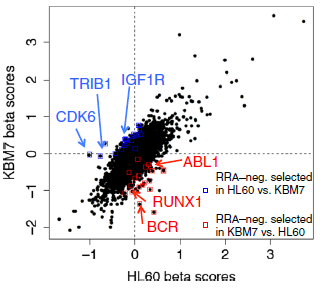 3
2
1
0
−1
−2
KBM7 beta scores
TRIB1
IGF1R
CDK6
ABL1
RUNX1
BCR
RRA−neg. selected
in HL60 vs. KBM7
RRA−neg. selected
in KBM7 vs. HL60
−1 0 1 2 3
HL60 beta scores